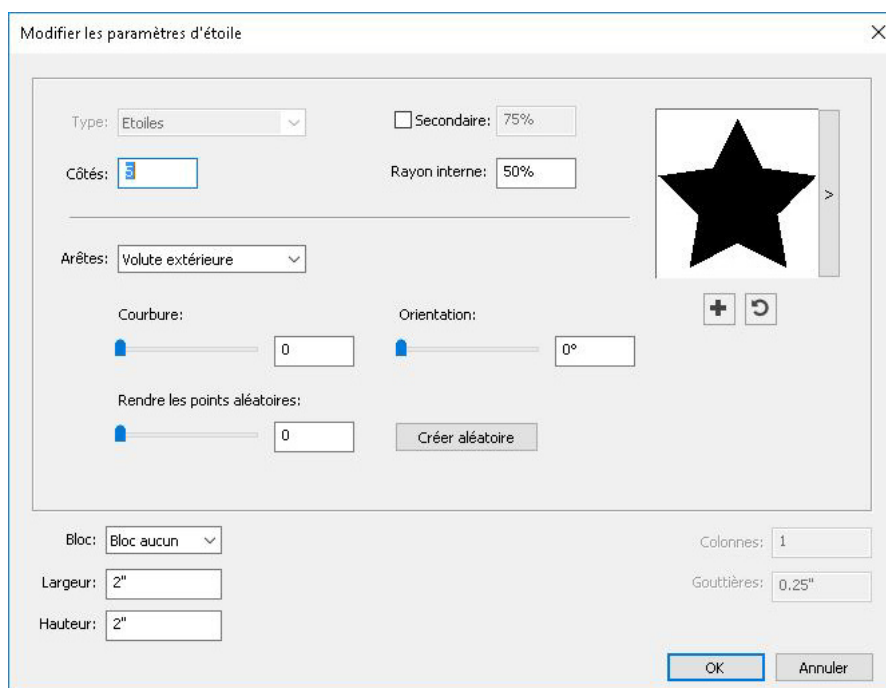 Modifier les paramètres d'étoile
Type: Etoiles
Secondaire: 75%
Côtés: 5
Rayon interne: 50%
>
Arêtes: Volute extérieure
Courbure:
Orientation:
0
0°
Rendre les points aléatoires:
0
Créer aléatoire
Bloc: Bloc aucun
Colonnes: 1
Largeur: 2"
Gouttières: 0.25"
Hauteur: 2"
OK
Annuler